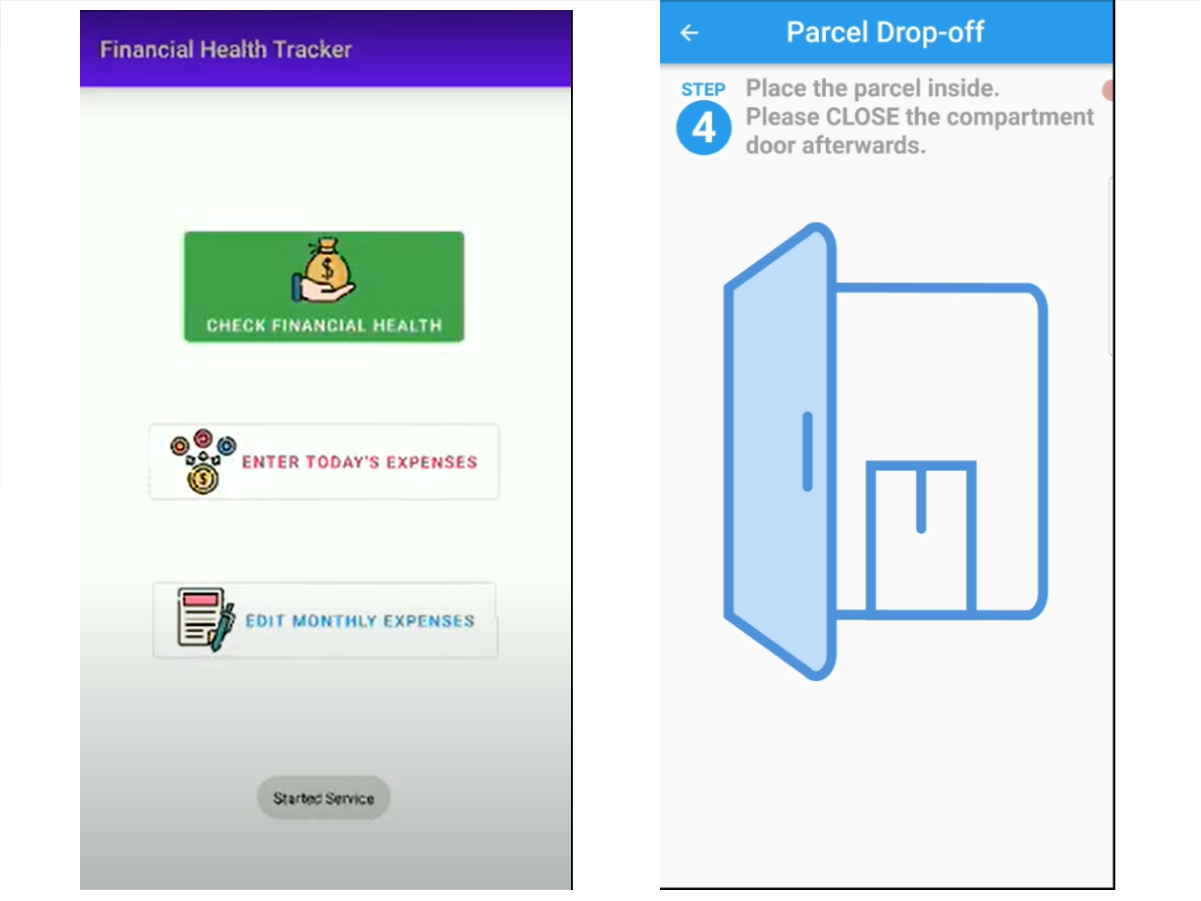 Financial Health Tracker
CHECK FINANCIAL HEALTH
ENTER TODAY'S EXPENSES
EDIT MONTHLY EXPENSES
Started Service
Parcel Drop-off
STEP
4
Place the parcel inside.
Please CLOSE the compartment
door afterwards.